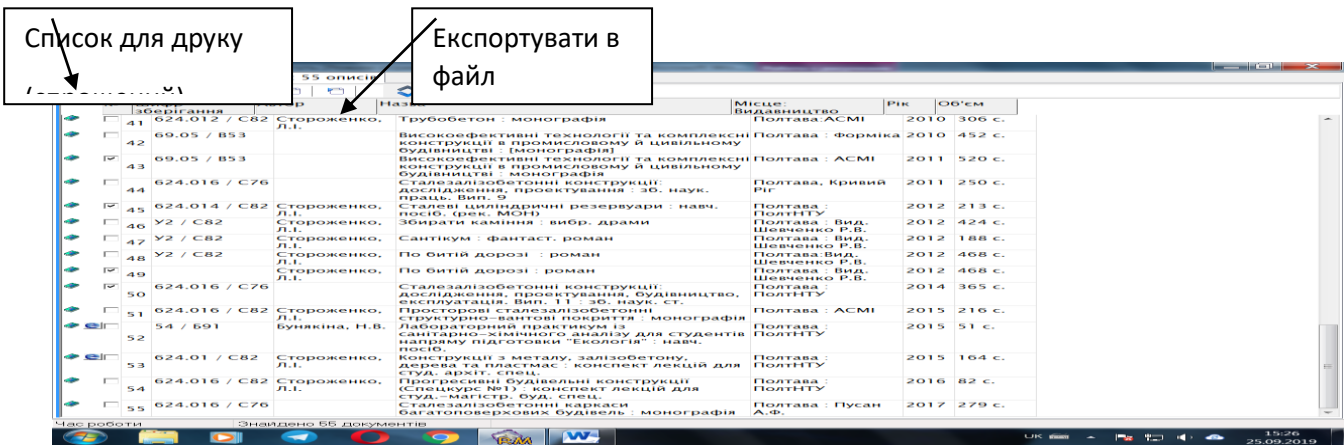 Список для друку
Експортувати в
файл
55 описів
зберігання
Назва
Місце:
Видавництво
Рік
Об'єм
41 624.012 / С82 Стороженко, Л.І. Трубобетон : монографія Полтава:АСМІ 2010 306 с.
42 69.05 / В53 Високоефективні технології та комплексні конструкції в промисловому й цивільному будівництві : [монографія] Полтава : Форміка 2010 452 с.
43 69.05 / В53 Високоефективні технології та комплексні конструкції в промисловому й цивільному будівництві : монографія Полтава : АСМІ 2011 520 с.
44 624.016 / С76 Сталезалізобетонні конструкції: дослідження, проектування : зб. наук. праць. Вип. 9 Полтава, Кривий Ріг 2011 250 с.
45 624.014 / С82 Стороженко, Л.І. Сталеві циліндричні резервуари : навч. посіб. (рек. МОН) Полтава : ПолтНТУ 2012 213 с.
46 У2 / С82 Стороженко, Л.І. Збирати каміння : вибр. драми Полтава : Вид. Шевченко Р.В. 2012 424 с.
47 У2 / С82 Стороженко, Л.І. Сантікум : фантаст. роман Полтава : Вид. Шевченко Р.В. 2012 188 с.
48 У2 / С82 Стороженко, Л.І. По битій дорозі : роман Полтава:Вид. Шевченко Р.В. 2012 468 с.
49 Стороженко, Л.І. По битій дорозі : роман Полтава : Вид. Шевченко Р.В. 2012 468 с.
50 624.016 / С76 Сталезалізобетонні конструкції: дослідження, проектування, будівництво, експлуатація. Вип. 11 : зб. наук. ст. Полтава : ПолтНТУ 2014 365 с.
51 624.016 / С82 Стороженко, Л.І. Просторові сталезалізобетонні структурно-вантові покриття : монографія Полтава : АСМІ 2015 216 с.
52 54 / Б91 Бунякіна, Н.В. Лабораторний практикум із санітарно-хімічного аналізу для студентів напряму підготовки "Екологія" : навч. посіб. Полтава : ПолтНТУ 2015 51 с.
53 624.01 / С82 Стороженко, Л.І. Конструкції з металу, залізобетону, дерева та пластмас : конспект лекцій для студ. архіт. спец. Полтава : ПолтНТУ 2015 164 с.
54 624.016 / С82 Стороженко, Л.І. Прогресивні будівельні конструкції (Спецкурс №1) : конспект лекцій для студ.-магістр. буд. спец. Полтава : ПолтНТУ 2016 82 с.
55 624.016 / С76 Сталезалізобетонні каркаси багатоповерхових будівель : монографія Полтава : Пусан А.Ф. 2017 279 с.
Час роботи
Знайдено 55 документів
UK
15:26
25.09.2019